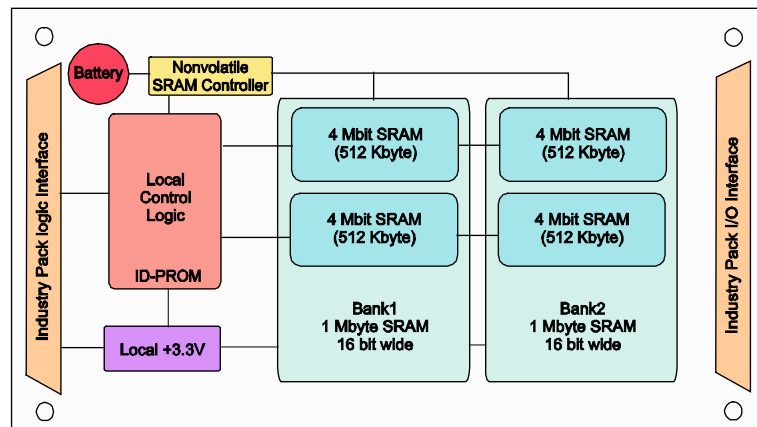 Industry Pack logic Interface
Battery
Nonvolatile
SRAM Controller
Local
Control
Logic
ID-PROM
Local +3.3V
4 Mbit SRAM
(512 Kbyte)
4 Mbit SRAM
(512 Kbyte)
Bank1
1 Mbyte SRAM
16 bit wide
4 Mbit SRAM
(512 Kbyte)
4 Mbit SRAM
(512 Kbyte)
Bank2
1 Mbyte SRAM
16 bit wide
Industry Pack I/O Interface